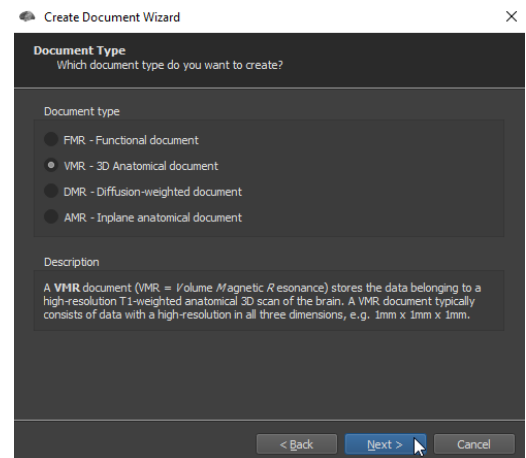 Create Document Wizard
Document Type
Which document type do you want to create?
Document type
FMR - Functional document
VMR - 3D Anatomical document
DMR - Diffusion-weighted document
AMR - Inplane anatomical document
Description
A VMR document (VMR = Volume Magnetic Resonance) stores the data belonging to a
high-resolution T1-weighted anatomical 3D scan of the brain. A VMR document typically
consists of data with a high-resolution in all three dimensions, e.g. 1mm x 1mm x 1mm.
< Back
Next >
Cancel